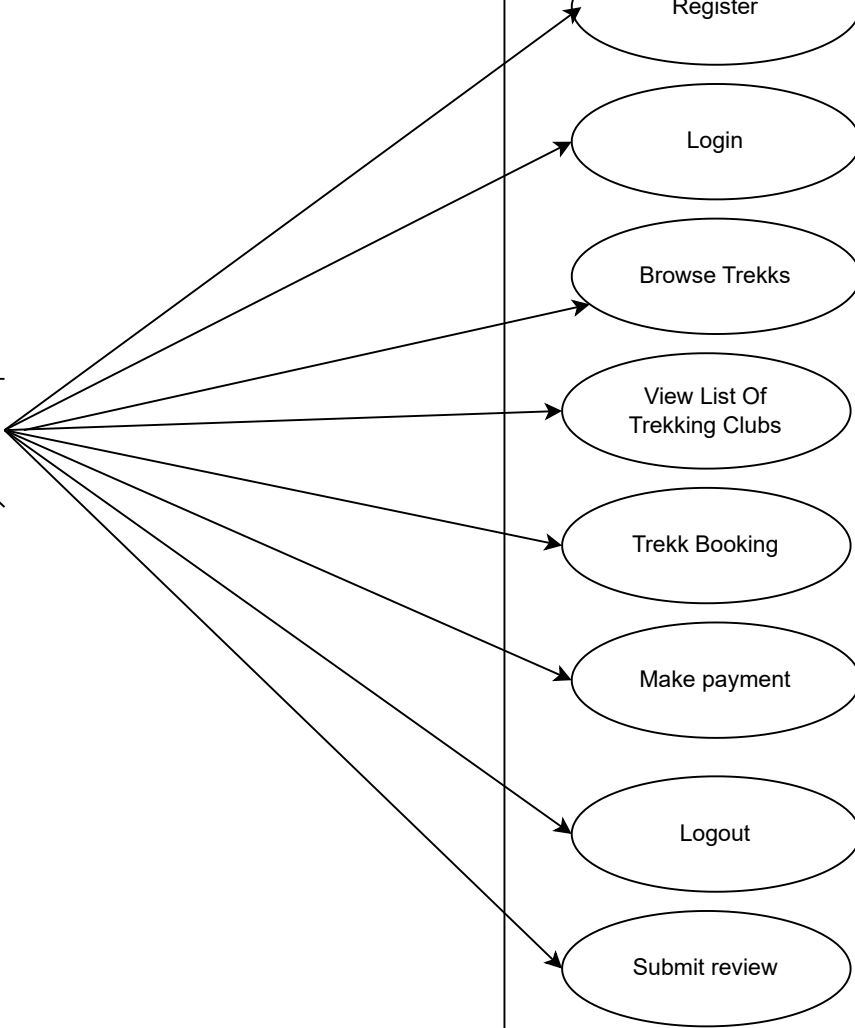 Register
Login
Browse Trekks
View List Of
Trekking Clubs
Trekk Booking
Make payment
Logout
Submit review